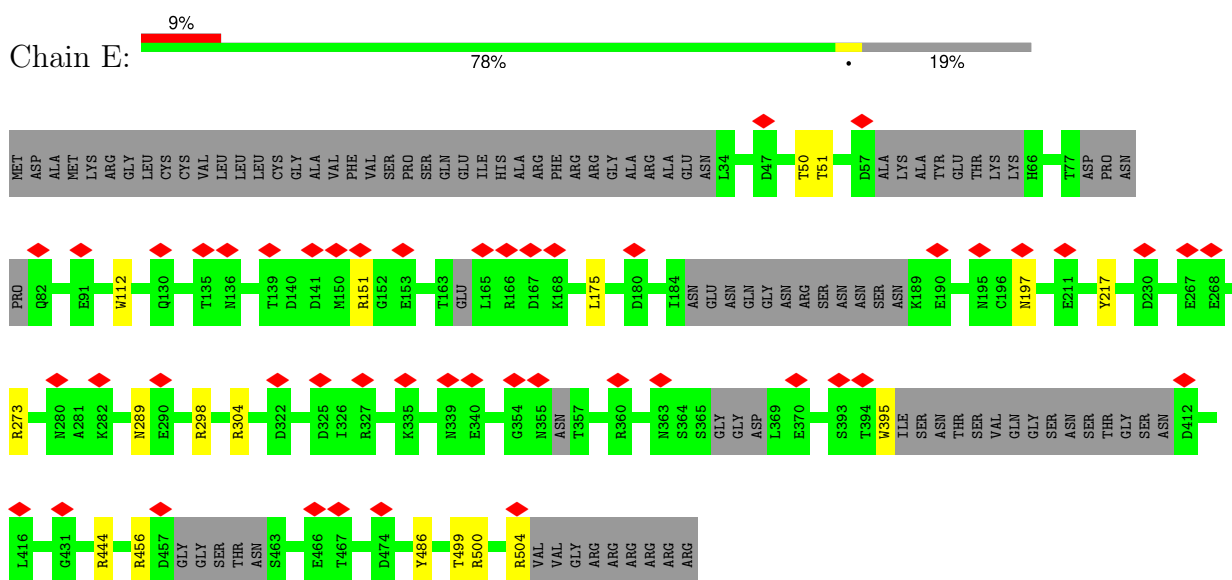 9%
Chain E:
78%
•
19%
MET ASP ALA MET LYS ARG GLY LEU CYS CYS VAL LEU LEU LEU CYS GLY ALA VAL PHE VAL SER PRO SER GLN GLU ILE HIS ALA ARG PHE ARG ARG GLY ALA ARG ALA GLU ASN L34 D47 T50 T51 D57 ALA LYS ALA TYR GLU THR LYS LYS H66 T77 ASP PRO ASN
PRO Q82 E91 W112 Q130 T135 N136 T139 D140 D141 M150 R151 G152 E153 T163 GLU L165 R166 D167 K168 L175 D180 I184 ASN GLU ASN GLN GLY ASN ARG SER ASN ASN SER ASN K189 E190 N195 C196 N197 E211 Y217 D230 E267 E268
R273 N280 A281 K282 N289 E290 R298 R304 D322 D325 I326 R327 K335 N339 E340 G354 N355 ASN T357 R360 N363 S364 S365 GLY GLY ASP L369 E370 S393 T394 W395 ILE SER ASN THR SER VAL GLN GLY SER ASN SER THR GLY SER ASN D412
L416 G431 R444 R456 D457 GLY GLY SER THR ASN S463 E466 T467 D474 Y486 T499 R500 R504 VAL VAL GLY ARG ARG ARG ARG ARG ARG